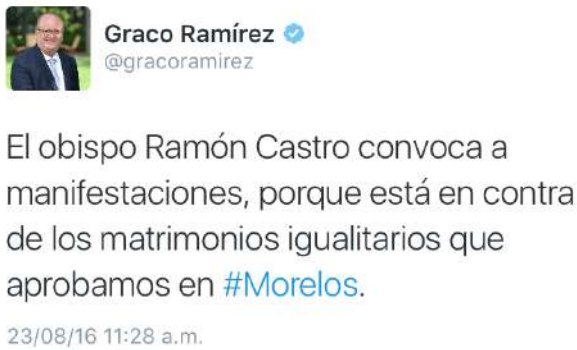 Graco Ramírez
@gracoramirez
El obispo Ramón Castro convoca a
manifestaciones, porque está en contra
de los matrimonios igualitarios que
aprobamos en #Morelos.
23/08/16 11:28 a.m.